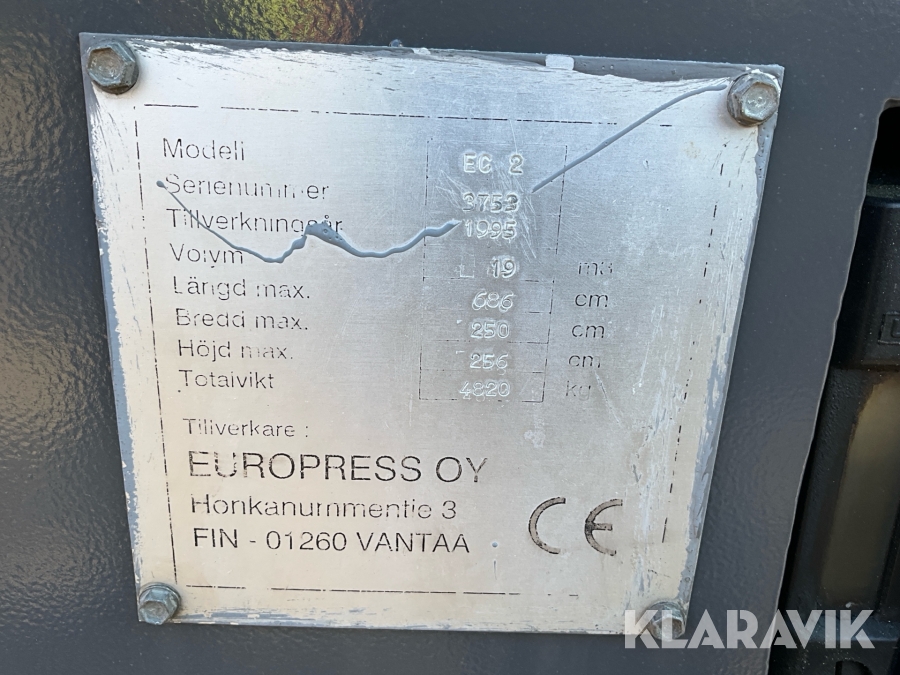 Modell EC 2
Serienummer 3753
Tillverkningsår 1995
Volym 19 m3
Längd max. 686 cm
Bredd max. 250 cm
Höjd max. 256 cm
Totalvikt 4820 kg
Tillverkare :
EUROPRESS OY
Honkanummentie 3
FIN - 01260 VANTAA
CE
KLARAVIK